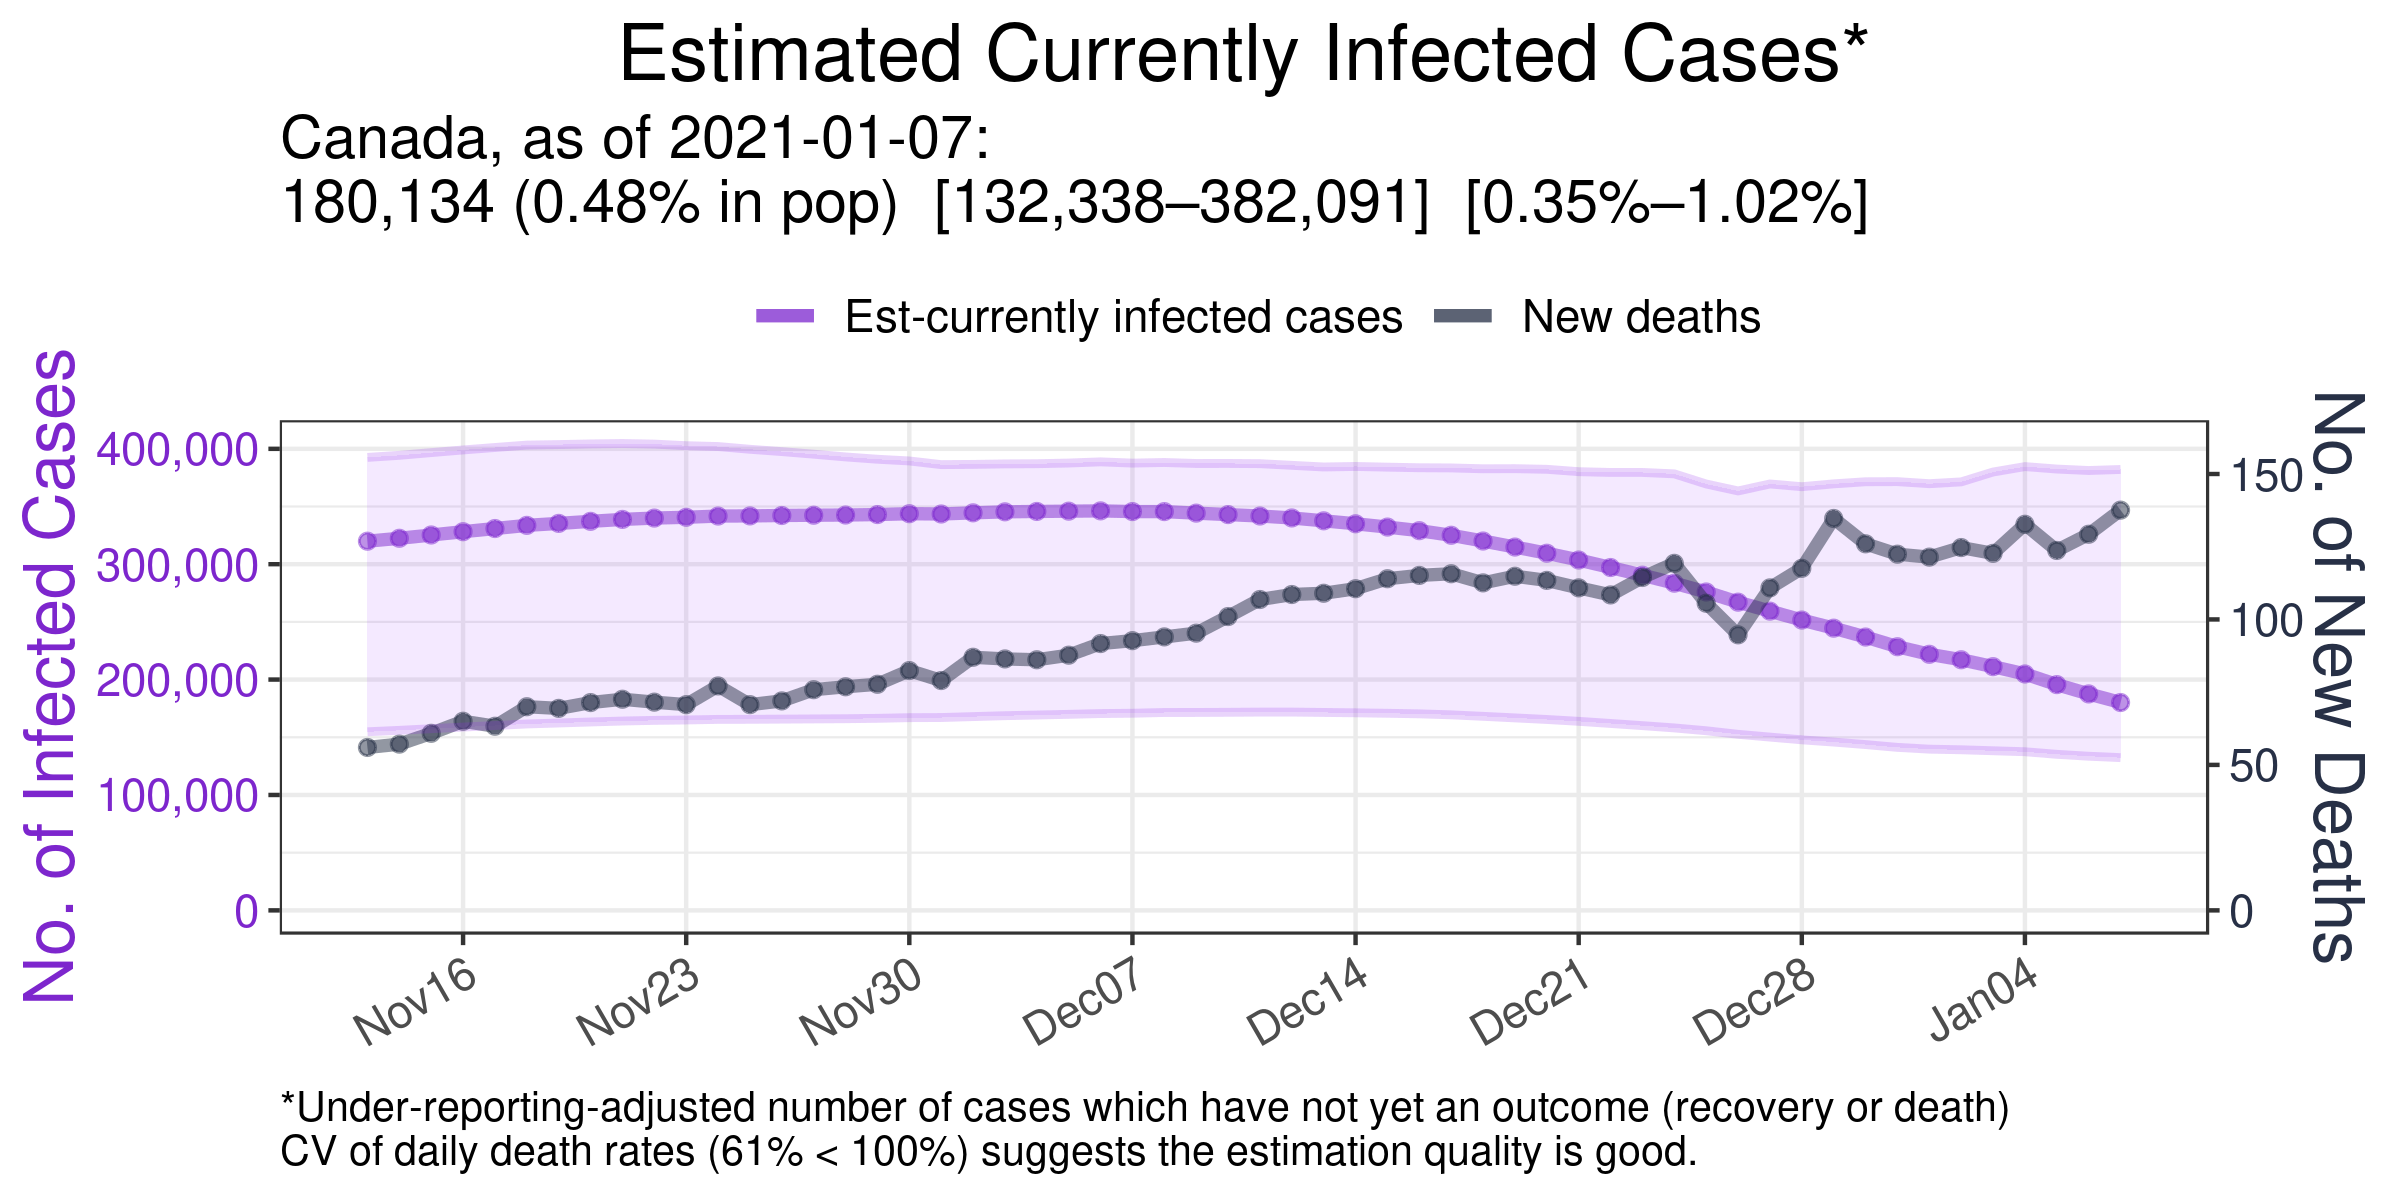 Estimated Currently Infected Cases*
Canada, as of 2021-01-07:
180,134 (0.48% in pop)  [132,338–382,091]  [0.35%–1.02%]
Est-currently infected cases
New deaths
No. of Infected Cases
400,000
300,000
200,000
100,000
0
150
100
50
0
No. of New Deaths
Nov16
Nov23
Nov30
Dec07
Dec14
Dec21
Dec28
Jan04
*Under-reporting-adjusted number of cases which have not yet an outcome (recovery or death)
CV of daily death rates (61% < 100%) suggests the estimation quality is good.